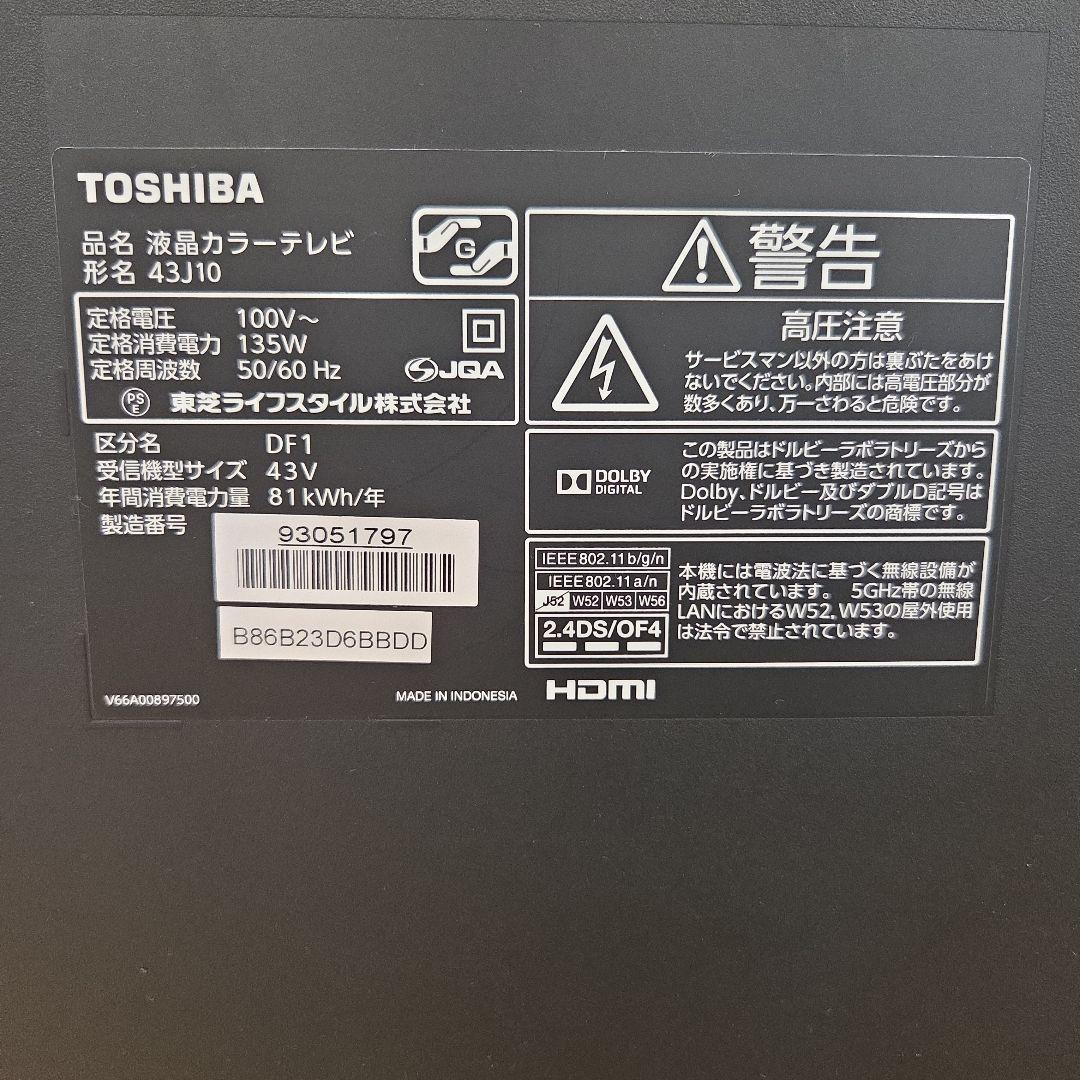 TOSHIBA
品名 液晶カラーテレビ
形名 43J10
G
定格電圧 100V～
定格消費電力 135W
定格周波数 50/60 Hz
JQA
PS
E
東芝ライフスタイル株式会社
区分名 DF1
受信機型サイズ 43V
年間消費電力量 81kWh/年
製造番号
93051797
B86B23D6BBDD
V66A00897500
MADE IN INDONESIA
警告
高圧注意
サービスマン以外の方は裏ぶたをあけ
ないでください。内部には高電圧部分が
数多くあり、万一さわると危険です。
DOLBY
DIGITAL
この製品はドルビーラボラトリーズから
の実施権に基づき製造されています。
Dolby、ドルビー及びダブルD記号は
ドルビーラボラトリーズの商標です。
IEEE802.11b/g/n
IEEE802.11a/n
J52 W52 W53 W56
2.4DS/OF4
本機には電波法に基づく無線設備が
内蔵されています。 5GHz帯の無線
LANにおけるW52,W53の屋外使用
は法令で禁止されています。
HDMI